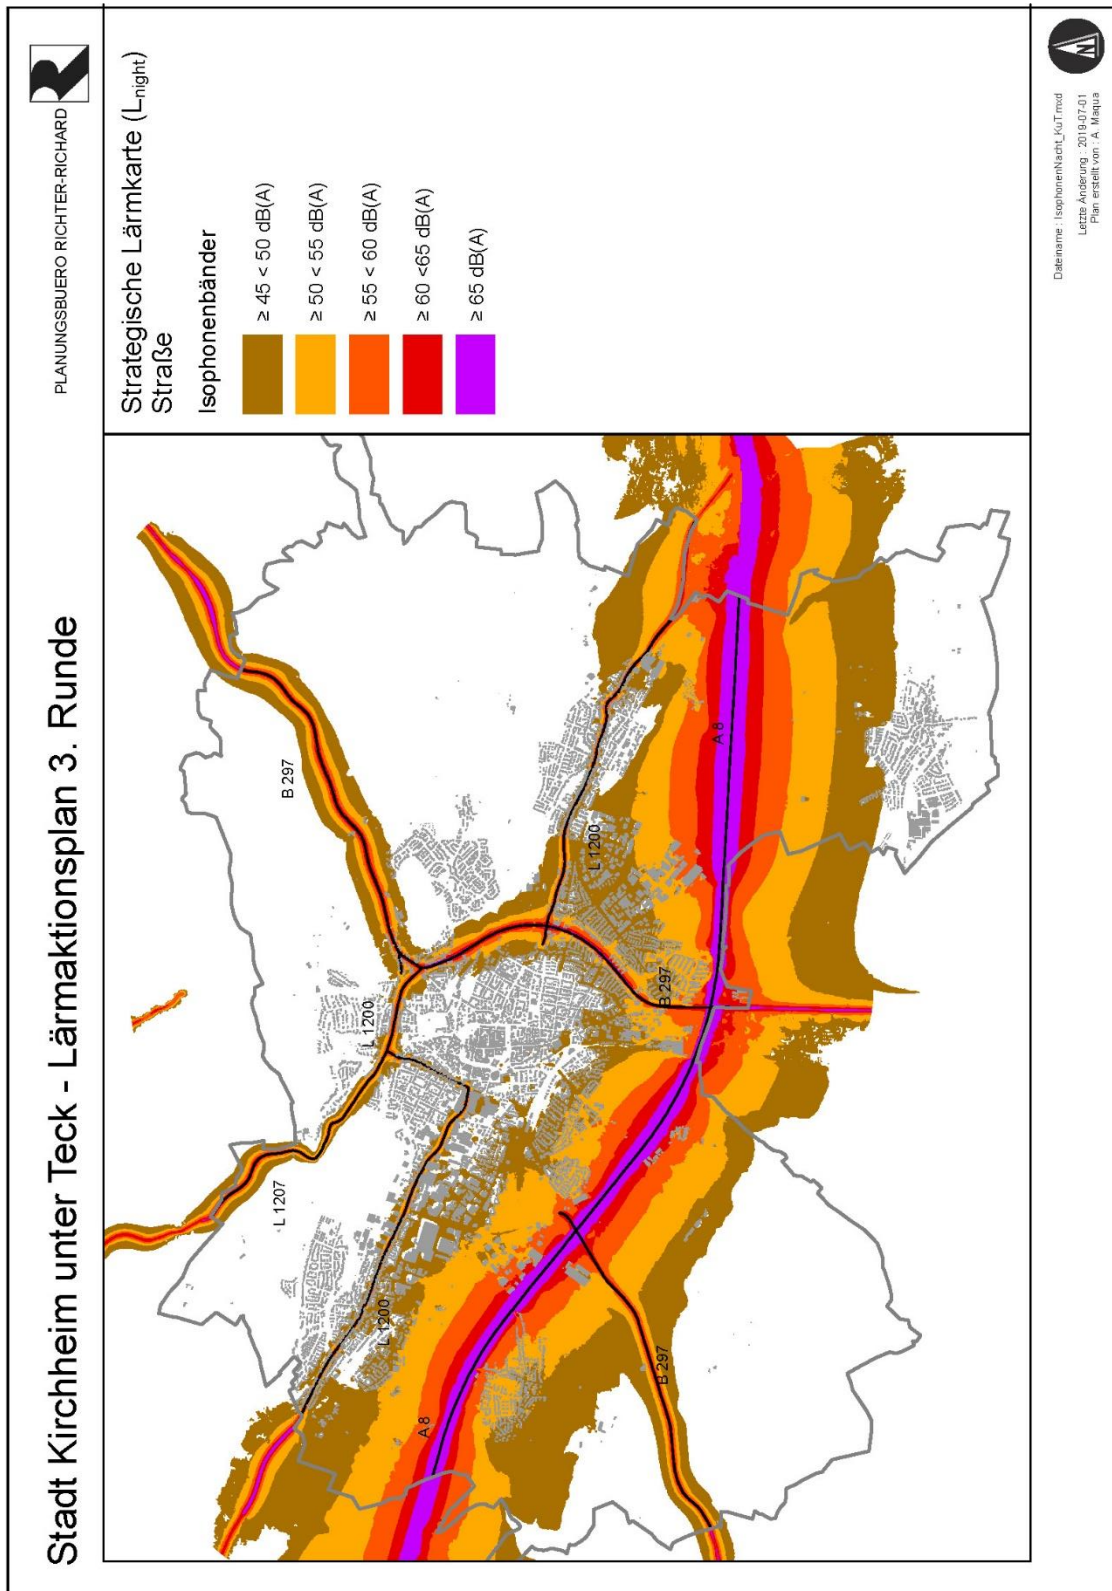 Stadt Kirchheim unter Teck - Lärmaktionsplan 3. Runde
PLANUNGSBUERO RICHTER-RICHARD
Strategische Lärmkarte (Lnight)
Straße
Isophonenbänder
≥ 45 < 50 dB(A)
≥ 50 < 55 dB(A)
≥ 55 < 60 dB(A)
≥ 60 <65 dB(A)
≥ 65 dB(A)
L 1207
B 297
L 1200
L 1200
L 1200
A 8
B 297
A 8
B 297
N
Dateiname : IsophonenNacht_KuT.mxd
Letzte Änderung : 2019-07-01
Plan erstellt von : A. Maqua